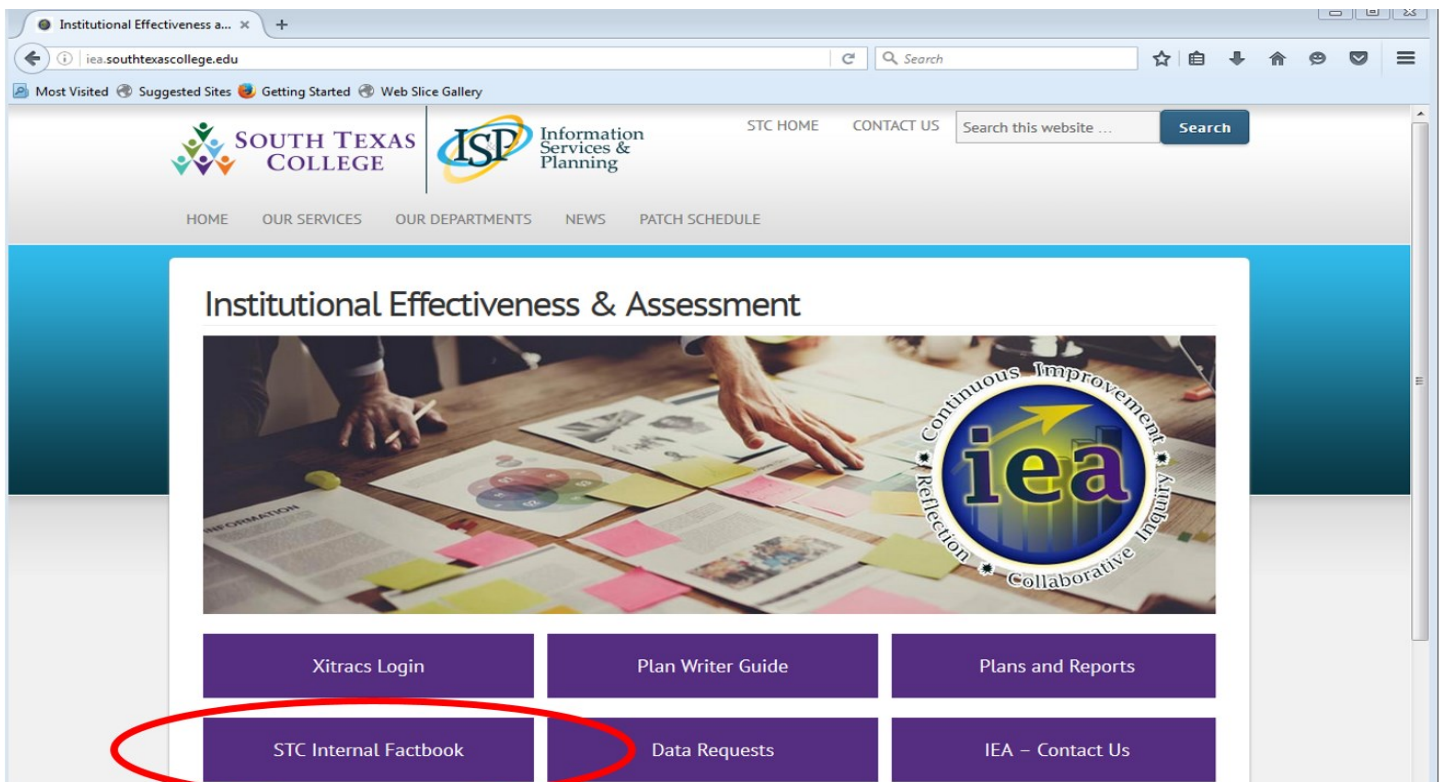 Institutional Effectiveness a... × +
iea.southtexascollege.edu
Search
Most Visited Suggested Sites Getting Started Web Slice Gallery
SOUTH TEXAS
COLLEGE
ISP
Information
Services &
Planning
STC HOME CONTACT US Search this website ... Search
HOME OUR SERVICES OUR DEPARTMENTS NEWS PATCH SCHEDULE
Institutional Effectiveness & Assessment
INFORMATION
Continuous Improvement
iea
Reflection * Collaborative Inquiry
Xitracs Login Plan Writer Guide Plans and Reports
STC Internal Factbook Data Requests IEA – Contact Us